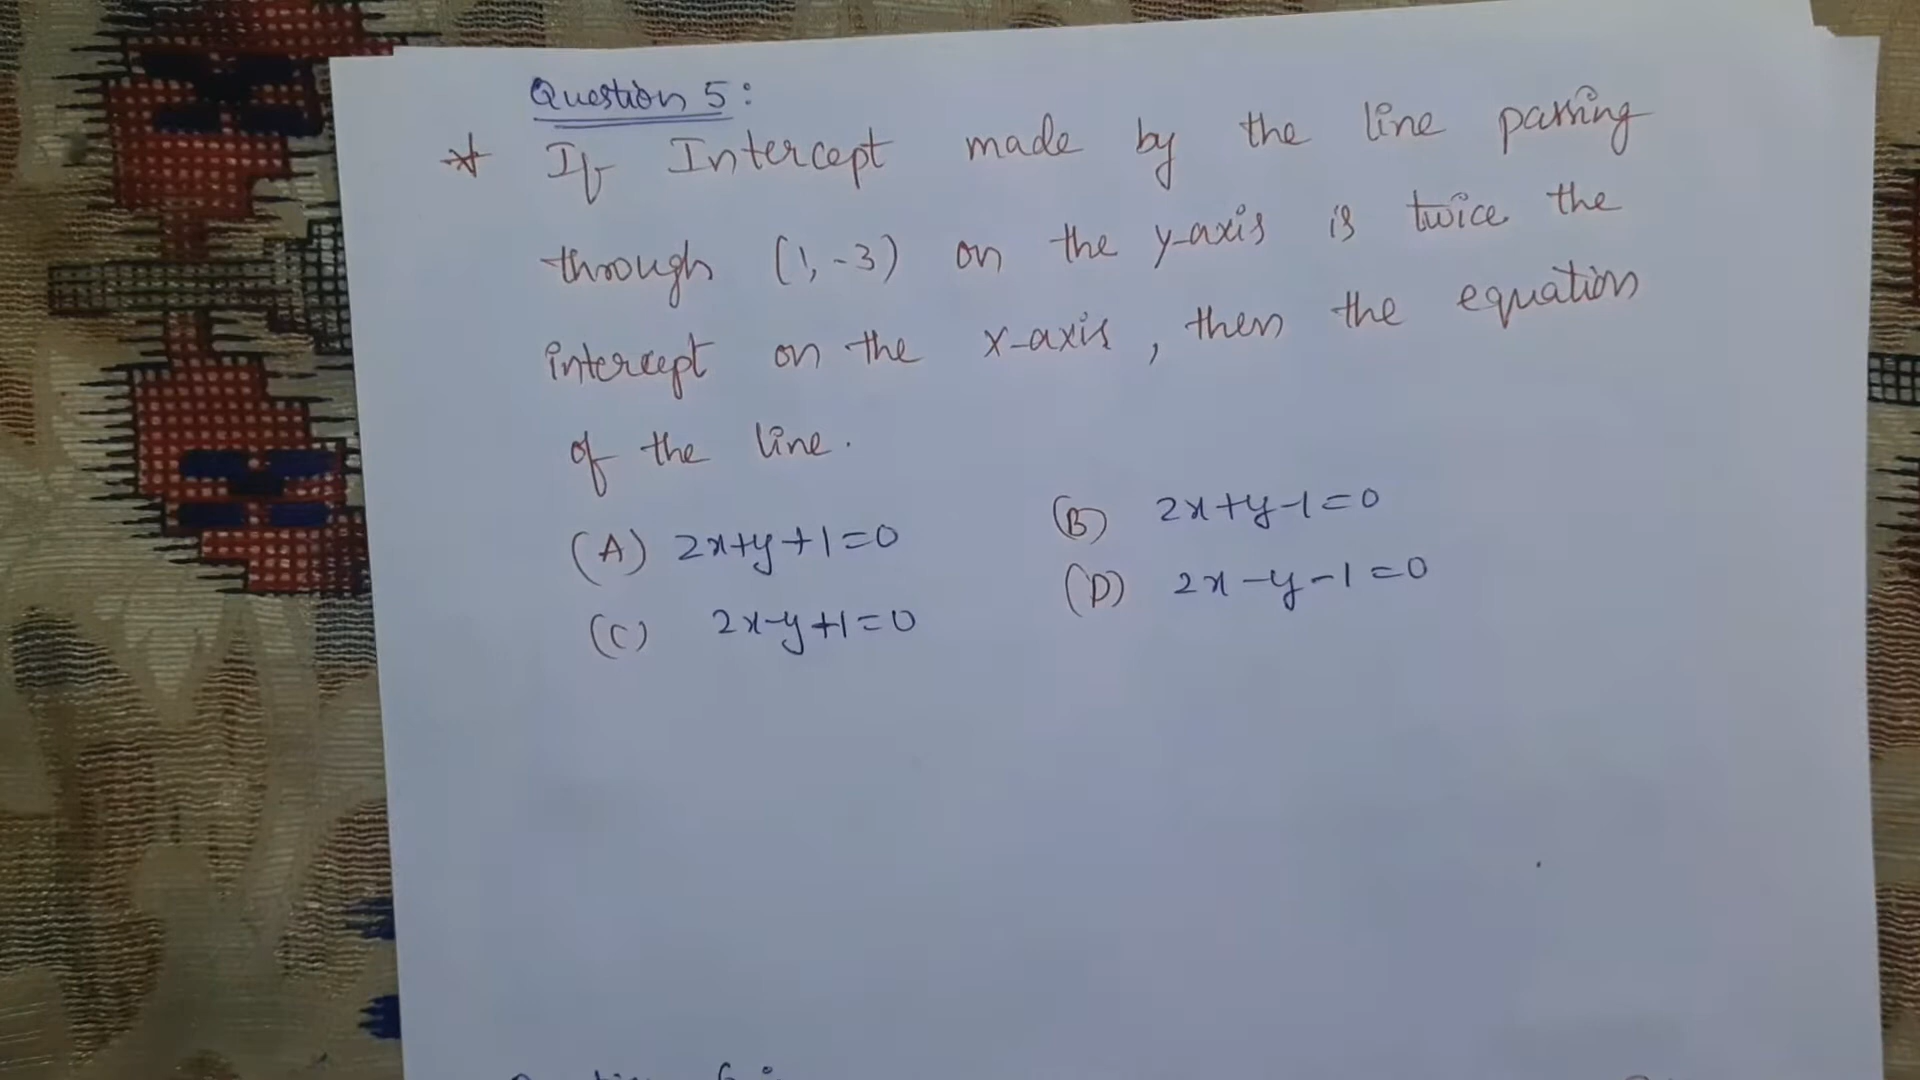 Question 5:
* If Intercept made by the line passing
through (1, -3) on the y-axis is twice the
intercept on the x-axis, then the equation
of the line.
(A) 2x+y+1=0 (B) 2x+y-1=0
(C) 2x-y+1=0 (D) 2x-y-1=0